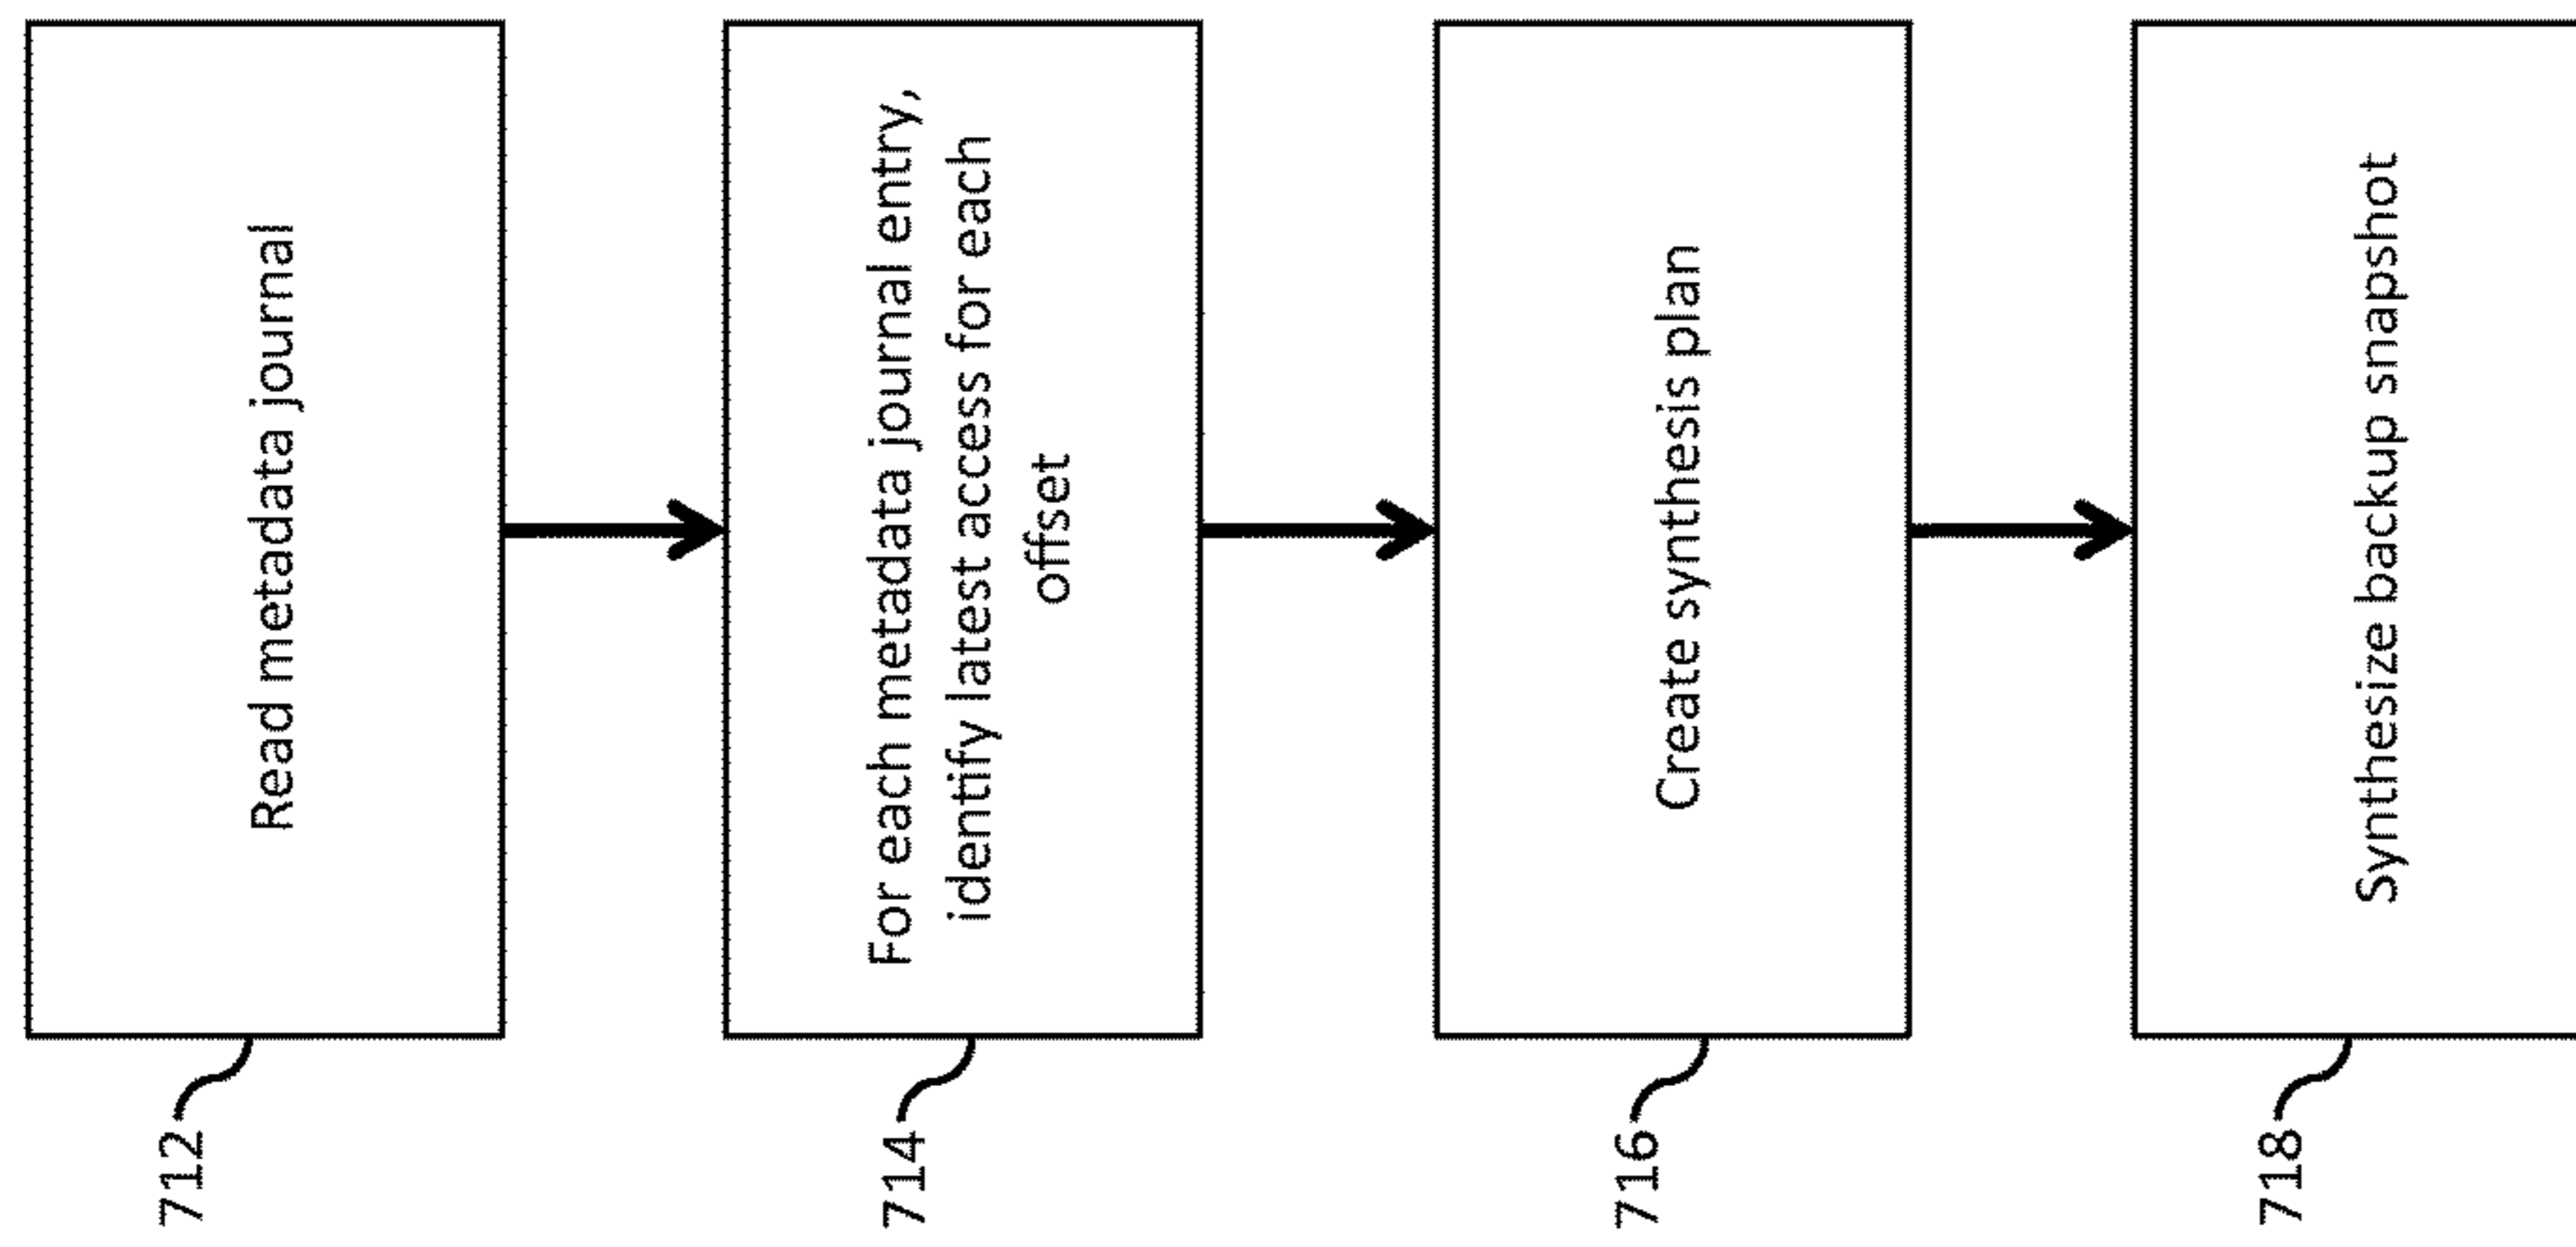 712
Read metadata journal
714
For each metadata journal entry,
identify latest access for each
offset
716
Create synthesis plan
718
Synthesize backup snapshot